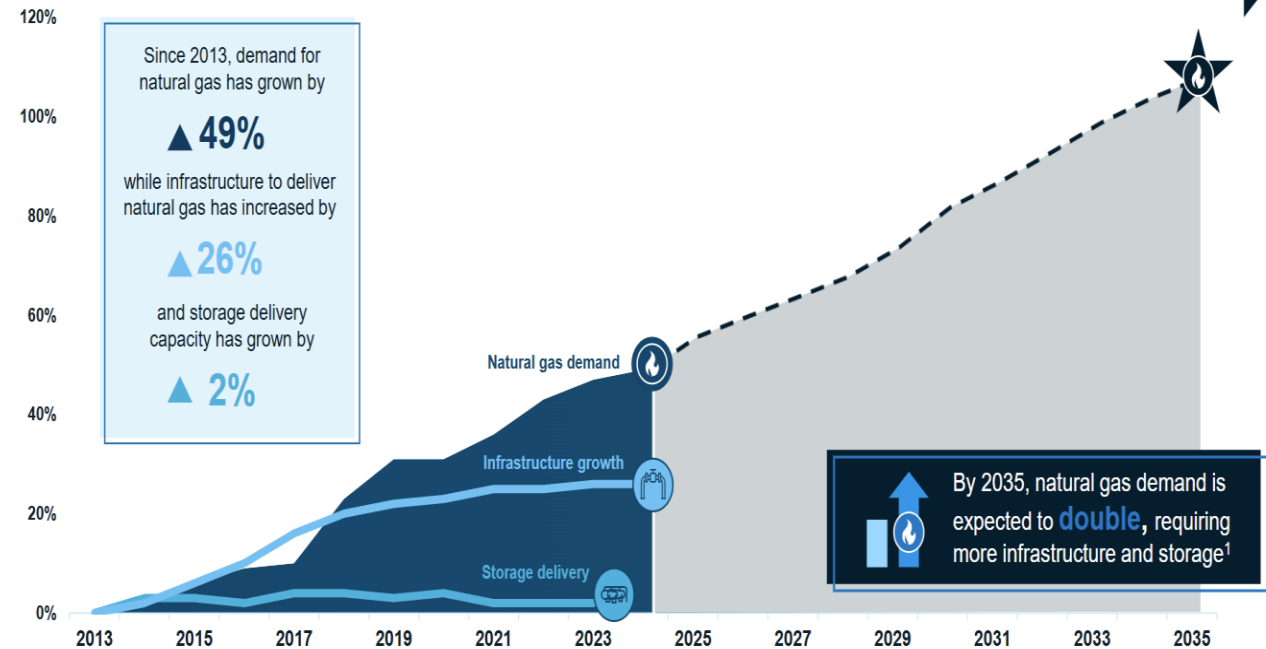 120%
100%
80%
60%
40%
20%
0%
Since 2013, demand for
natural gas has grown by
▲ 49%
while infrastructure to deliver
natural gas has increased by
▲ 26%
and storage delivery
capacity has grown by
▲ 2%
Natural gas demand
Infrastructure growth
Storage delivery
By 2035, natural gas demand is
expected to double, requiring
more infrastructure and storage¹
2013 2015 2017 2019 2021 2023 2025 2027 2029 2031 2033 2035